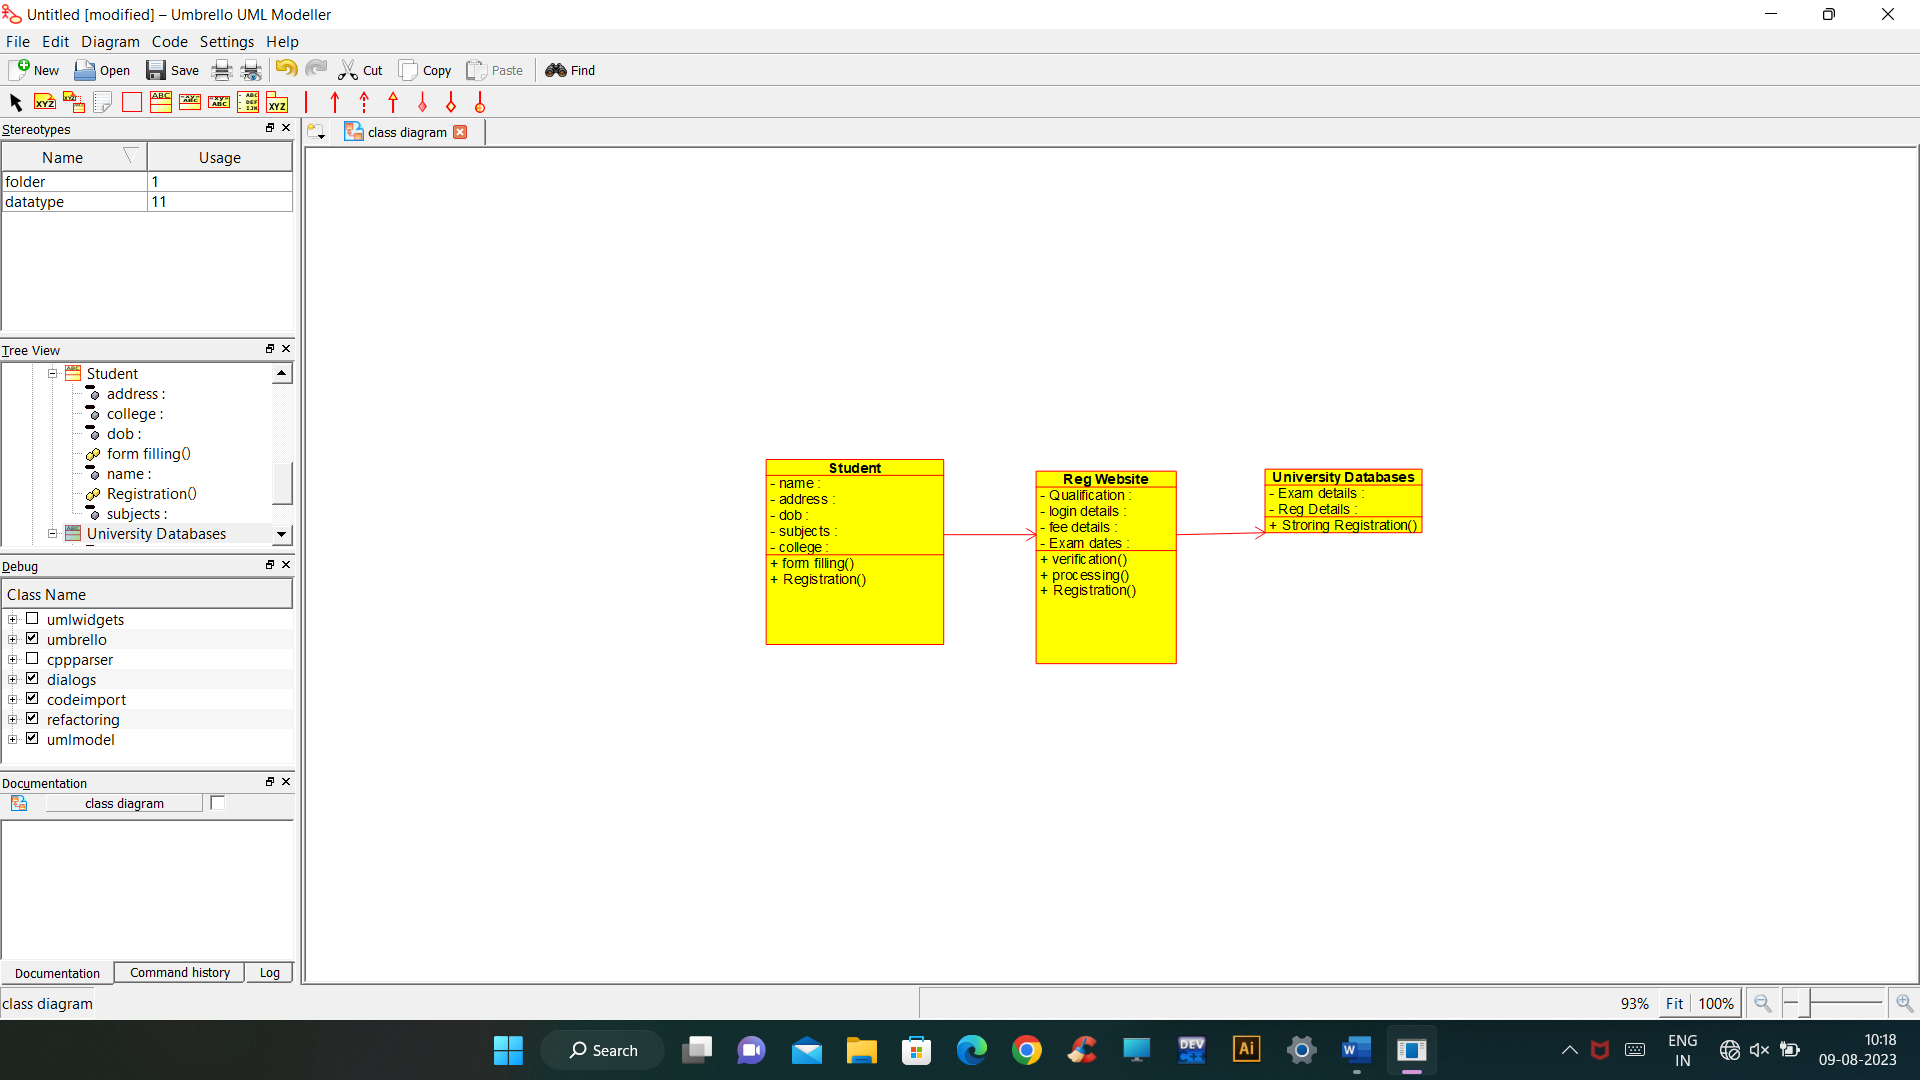 Untitled [modified] – Umbrello UML Modeller
File Edit Diagram Code Settings Help
New Open Save Cut Copy Paste Find
Stereotypes
class diagram
Name Usage
folder 1
datatype 11
Tree View
Student
address :
college :
dob :
form filling()
name :
Registration()
subjects :
University Databases
Debug
Class Name
umlwidgets
umbrello
cppparser
dialogs
codeimport
refactoring
umlmodel
Documentation
class diagram
Documentation Command history Log
Student
- name :
- address :
- dob :
- subjects :
- college :
+ form filling()
+ Registration()
Reg Website
- Qualification :
- login details :
- fee details :
- Exam dates :
+ verification()
+ processing()
+ Registration()
University Databases
- Exam details :
- Reg Details :
+ Stroring Registration()
class diagram
93% Fit 100%
Search
DEV C++
Ai
W
ENG
IN
10:18
09-08-2023